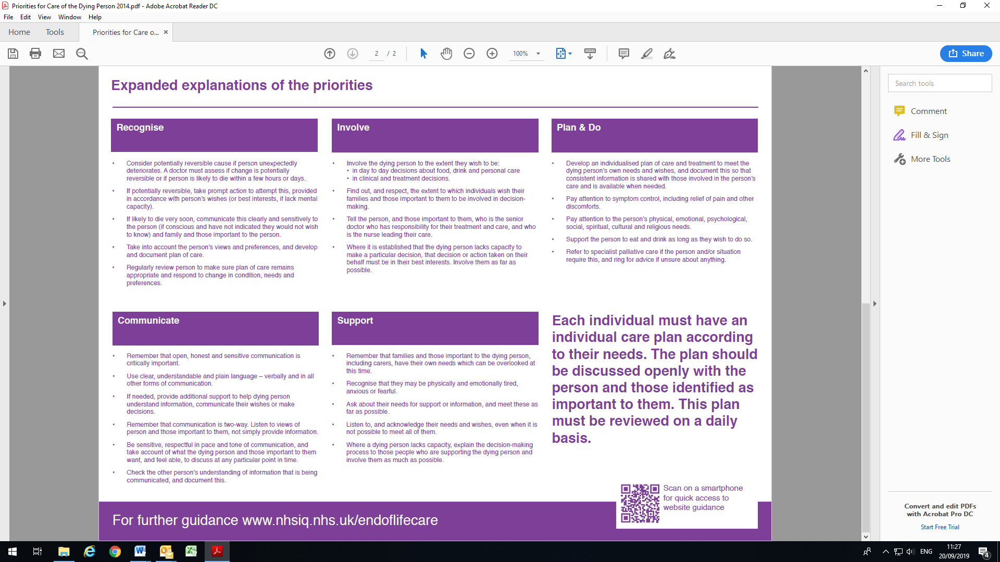 Priorities for Care of the Dying Person 2014.pdf - Adobe Acrobat Reader DC
File Edit View Window Help
Home Tools Priorities for Care o...
2 / 2 100% Share
Expanded explanations of the priorities
Search tools
Comment
Fill & Sign
More Tools
Recognise
• Consider potentially reversible cause if person unexpectedly
deteriorates. A doctor must assess if change is potentially
reversible or if person is likely to die within a few hours or days.
• If potentially reversible, take prompt action to attempt this, provided
in accordance with person's wishes (or best interests, if lack mental
capacity).
• If likely to die very soon, communicate this clearly and sensitively to
the person (if conscious and have not indicated they would not wish
to know) and family and those important to the person.
• Take into account the person's views and preferences, and develop
and document plan of care.
• Regularly review person to make sure plan of care remains
appropriate and respond to change in condition, needs and
preferences.
Involve
• Involve the dying person to the extent they wish to be:
• in day to day decisions about food, drink and personal care
• in clinical and treatment decisions.
• Find out, and respect, the extent to which individuals wish their
families and those important to them to be involved in decision-
making.
• Tell the person, and those important to them, who is the senior
doctor who has responsibility for their treatment and care, and who
is the nurse leading their care.
• Where it is established that the dying person lacks capacity to
make a particular decision, that decision or action taken on their
behalf must be in their best interests. Involve them as far as
possible.
Plan & Do
• Develop an individualised plan of care and treatment to meet the
dying person's own needs and wishes, and document this so that
consistent information is shared with those involved in the person's
care and is available when needed.
• Pay attention to symptom control, including relief of pain and other
discomforts.
• Pay attention to the person's physical, emotional, psychological,
social, spiritual, cultural and religious needs.
• Support the person to eat and drink as long as they wish to do so.
• Refer to specialist palliative care if the person and/or situation
require this, and ring for advice if unsure about anything.
Communicate
• Remember that open, honest and sensitive communication is
critically important.
• Use clear, understandable and plain language – verbally and in all
other forms of communication.
• If needed, provide additional support to help dying person
understand information, communicate their wishes or make
decisions.
• Remember that communication is two-way. Listen to views of
person and those important to them, not simply provide information.
• Be sensitive, respectful in pace and tone of communication, and
take account of what the dying person and those important to them
want, and feel able, to discuss at any particular point in time.
• Check the other person's understanding of information that is being
communicated, and document this.
Support
• Remember that families and those important to the dying person,
including carers, have their own needs which can be overlooked at
this time.
• Recognise that they may be physically and emotionally tired,
anxious or fearful.
• Ask about their needs for support or information, and meet these as
far as possible.
• Listen to, and acknowledge their needs and wishes, even when it is
not possible to meet all of them.
• Where a dying person lacks capacity, explain the decision-making
process to those people who are supporting the dying person and
involve them as much as possible.
Each individual must have an
individual care plan according
to their needs. The plan should
be discussed openly with the
person and those identified as
important to them. This plan
must be reviewed on a daily
basis.
Scan on a smartphone
for quick access to
website guidance
For further guidance www.nhsiq.nhs.uk/endoflifecare
Convert and edit PDFs
with Acrobat Pro DC
Start Free Trial
ENG
11:27
20/09/2019
4